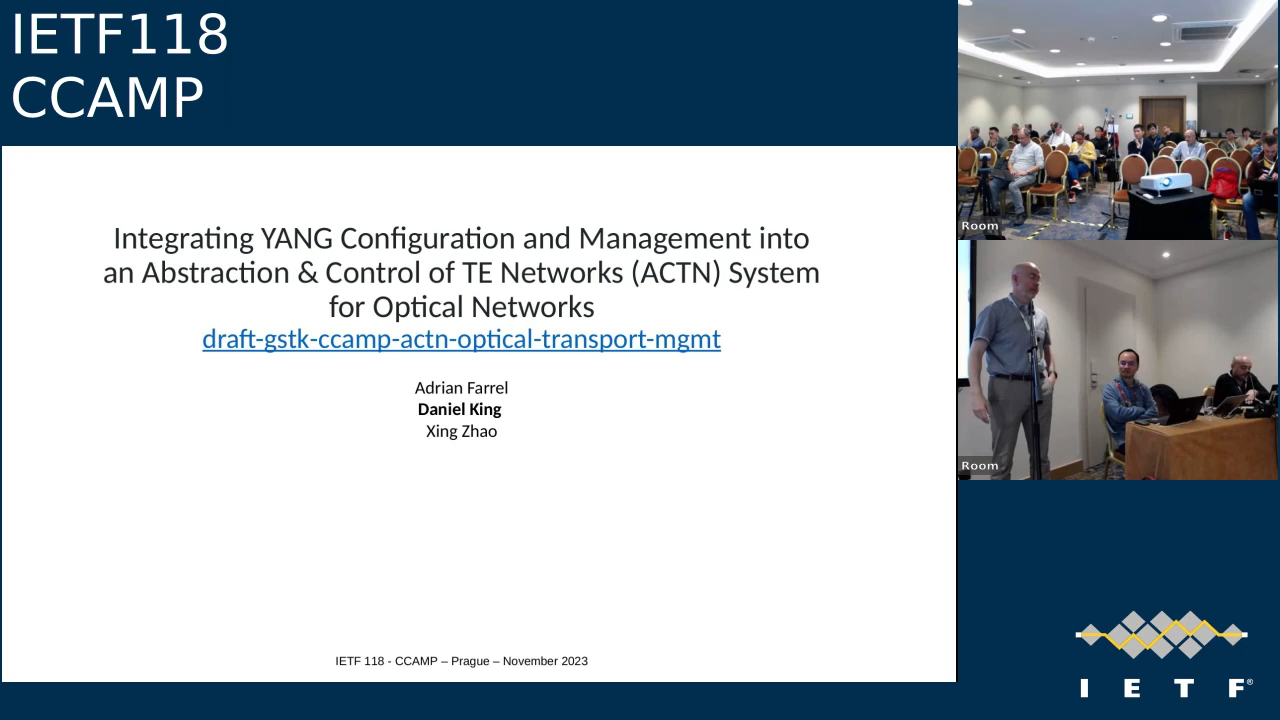 IETF118
CCAMP
Integrating YANG Configuration and Management into
an Abstraction & Control of TE Networks (ACTN) System
for Optical Networks
draft-gstk-ccamp-actn-optical-transport-mgmt
Adrian Farrel
Daniel King
Xing Zhao
IETF 118 - CCAMP – Prague – November 2023
Room
Room
I E T F®